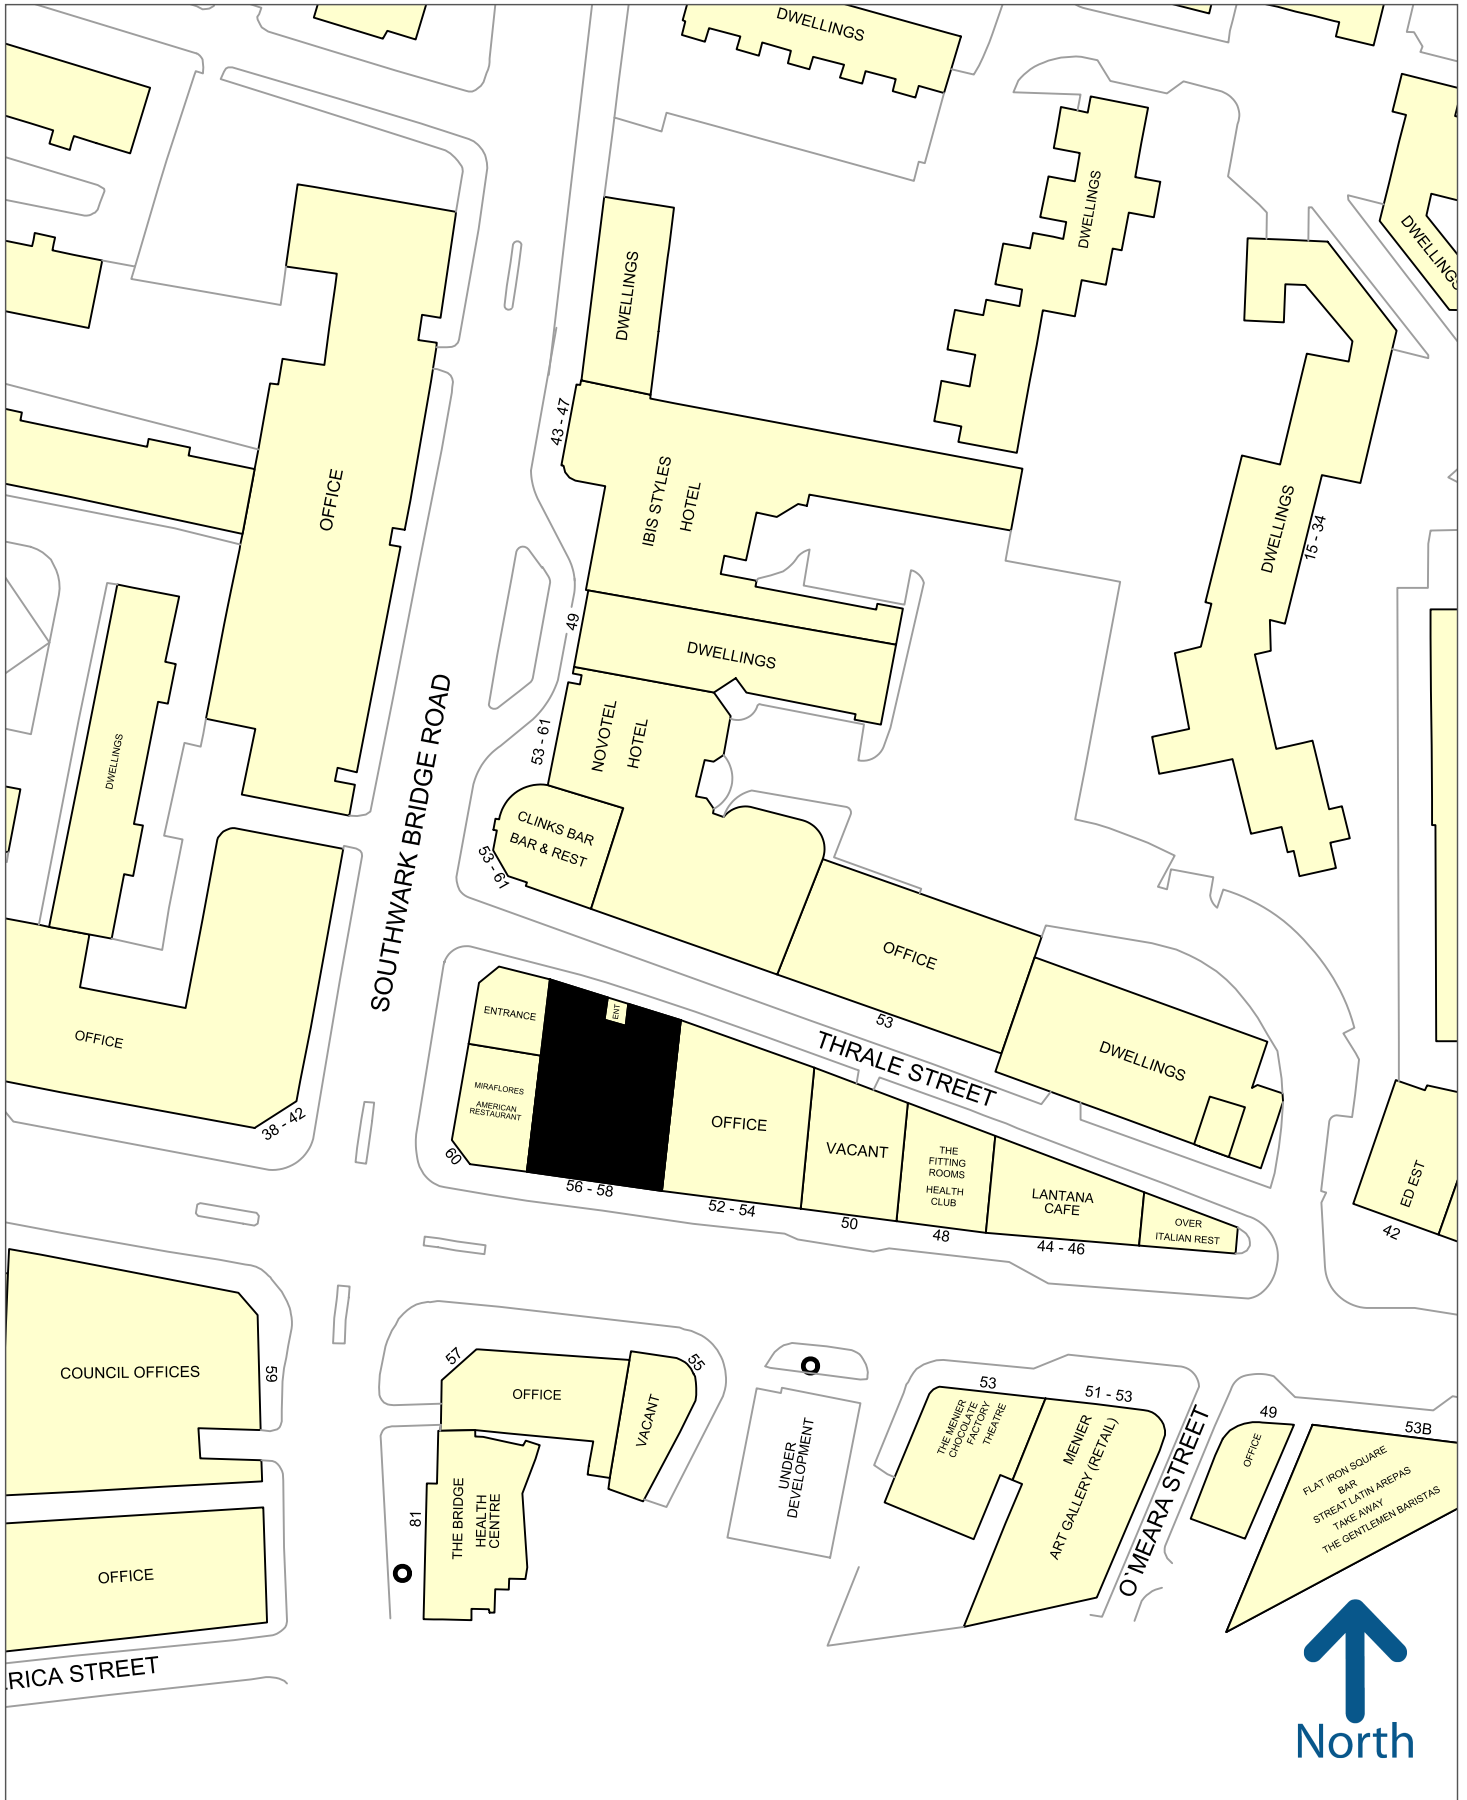 DWELLINGS
DWELLINGS
DWELLINGS
DWELLINGS
43 - 47
OFFICE
IBIS STYLES
HOTEL
DWELLINGS
15 - 34
49
DWELLINGS
SOUTHWARK BRIDGE ROAD
53 - 61
NOVOTEL
HOTEL
DWELLINGS
CLINKS BAR
BAR & REST
53 - 61
OFFICE
53
THRALE STREET
DWELLINGS
OFFICE
38 - 42
ENTRANCE
ENT
MIRAFLORES
AMERICAN
RESTAURANT
60
56 - 58
OFFICE
52 - 54
VACANT
50
THE
FITTING
ROOMS
HEALTH
CLUB
48
LANTANA
CAFE
44 - 46
OVER
ITALIAN REST
ED EST
42
COUNCIL OFFICES
59
57
OFFICE
55
VACANT
UNDER
DEVELOPMENT
53
THE MENIER
CHOCOLATE
FACTORY
THEATRE
51 - 53
MENIER
ART GALLERY (RETAIL)
O`MEARA STREET
49
OFFICE
53B
FLAT IRON SQUARE
BAR
STREAT LATIN AREPAS
TAKE AWAY
THE GENTLEMEN BARISTAS
81
THE BRIDGE
HEALTH
CENTRE
OFFICE
RICA STREET
North